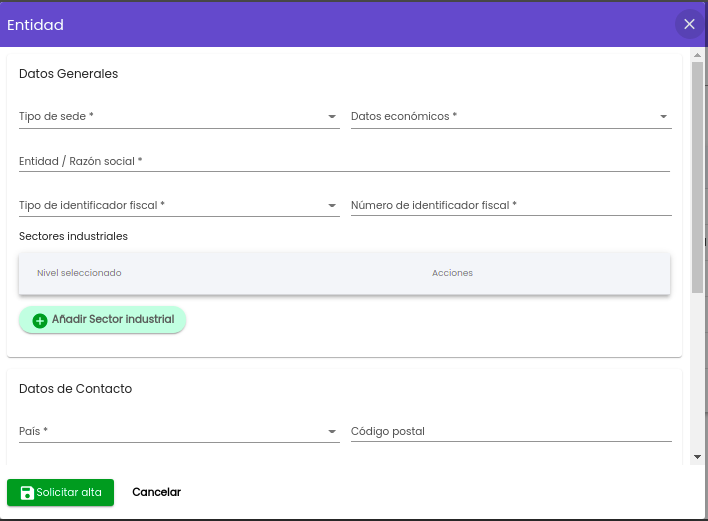 Entidad
Datos Generales
Tipo de sede * Datos económicos *
Entidad / Razón social *
Tipo de identificador fiscal * Número de identificador fiscal *
Sectores industriales
Nivel seleccionado Acciones
Añadir Sector industrial
Datos de Contacto
País * Código postal
Solicitar alta Cancelar